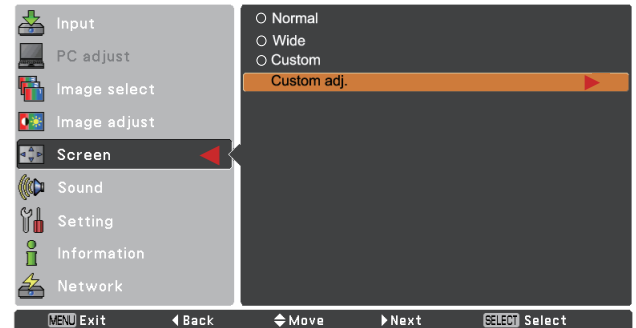 Input
PC adjust
Image select
Image adjust
Screen
Sound
Setting
Information
Network
Normal
Wide
Custom
Custom adj.
MENU Exit Back Move Next SELECT Select